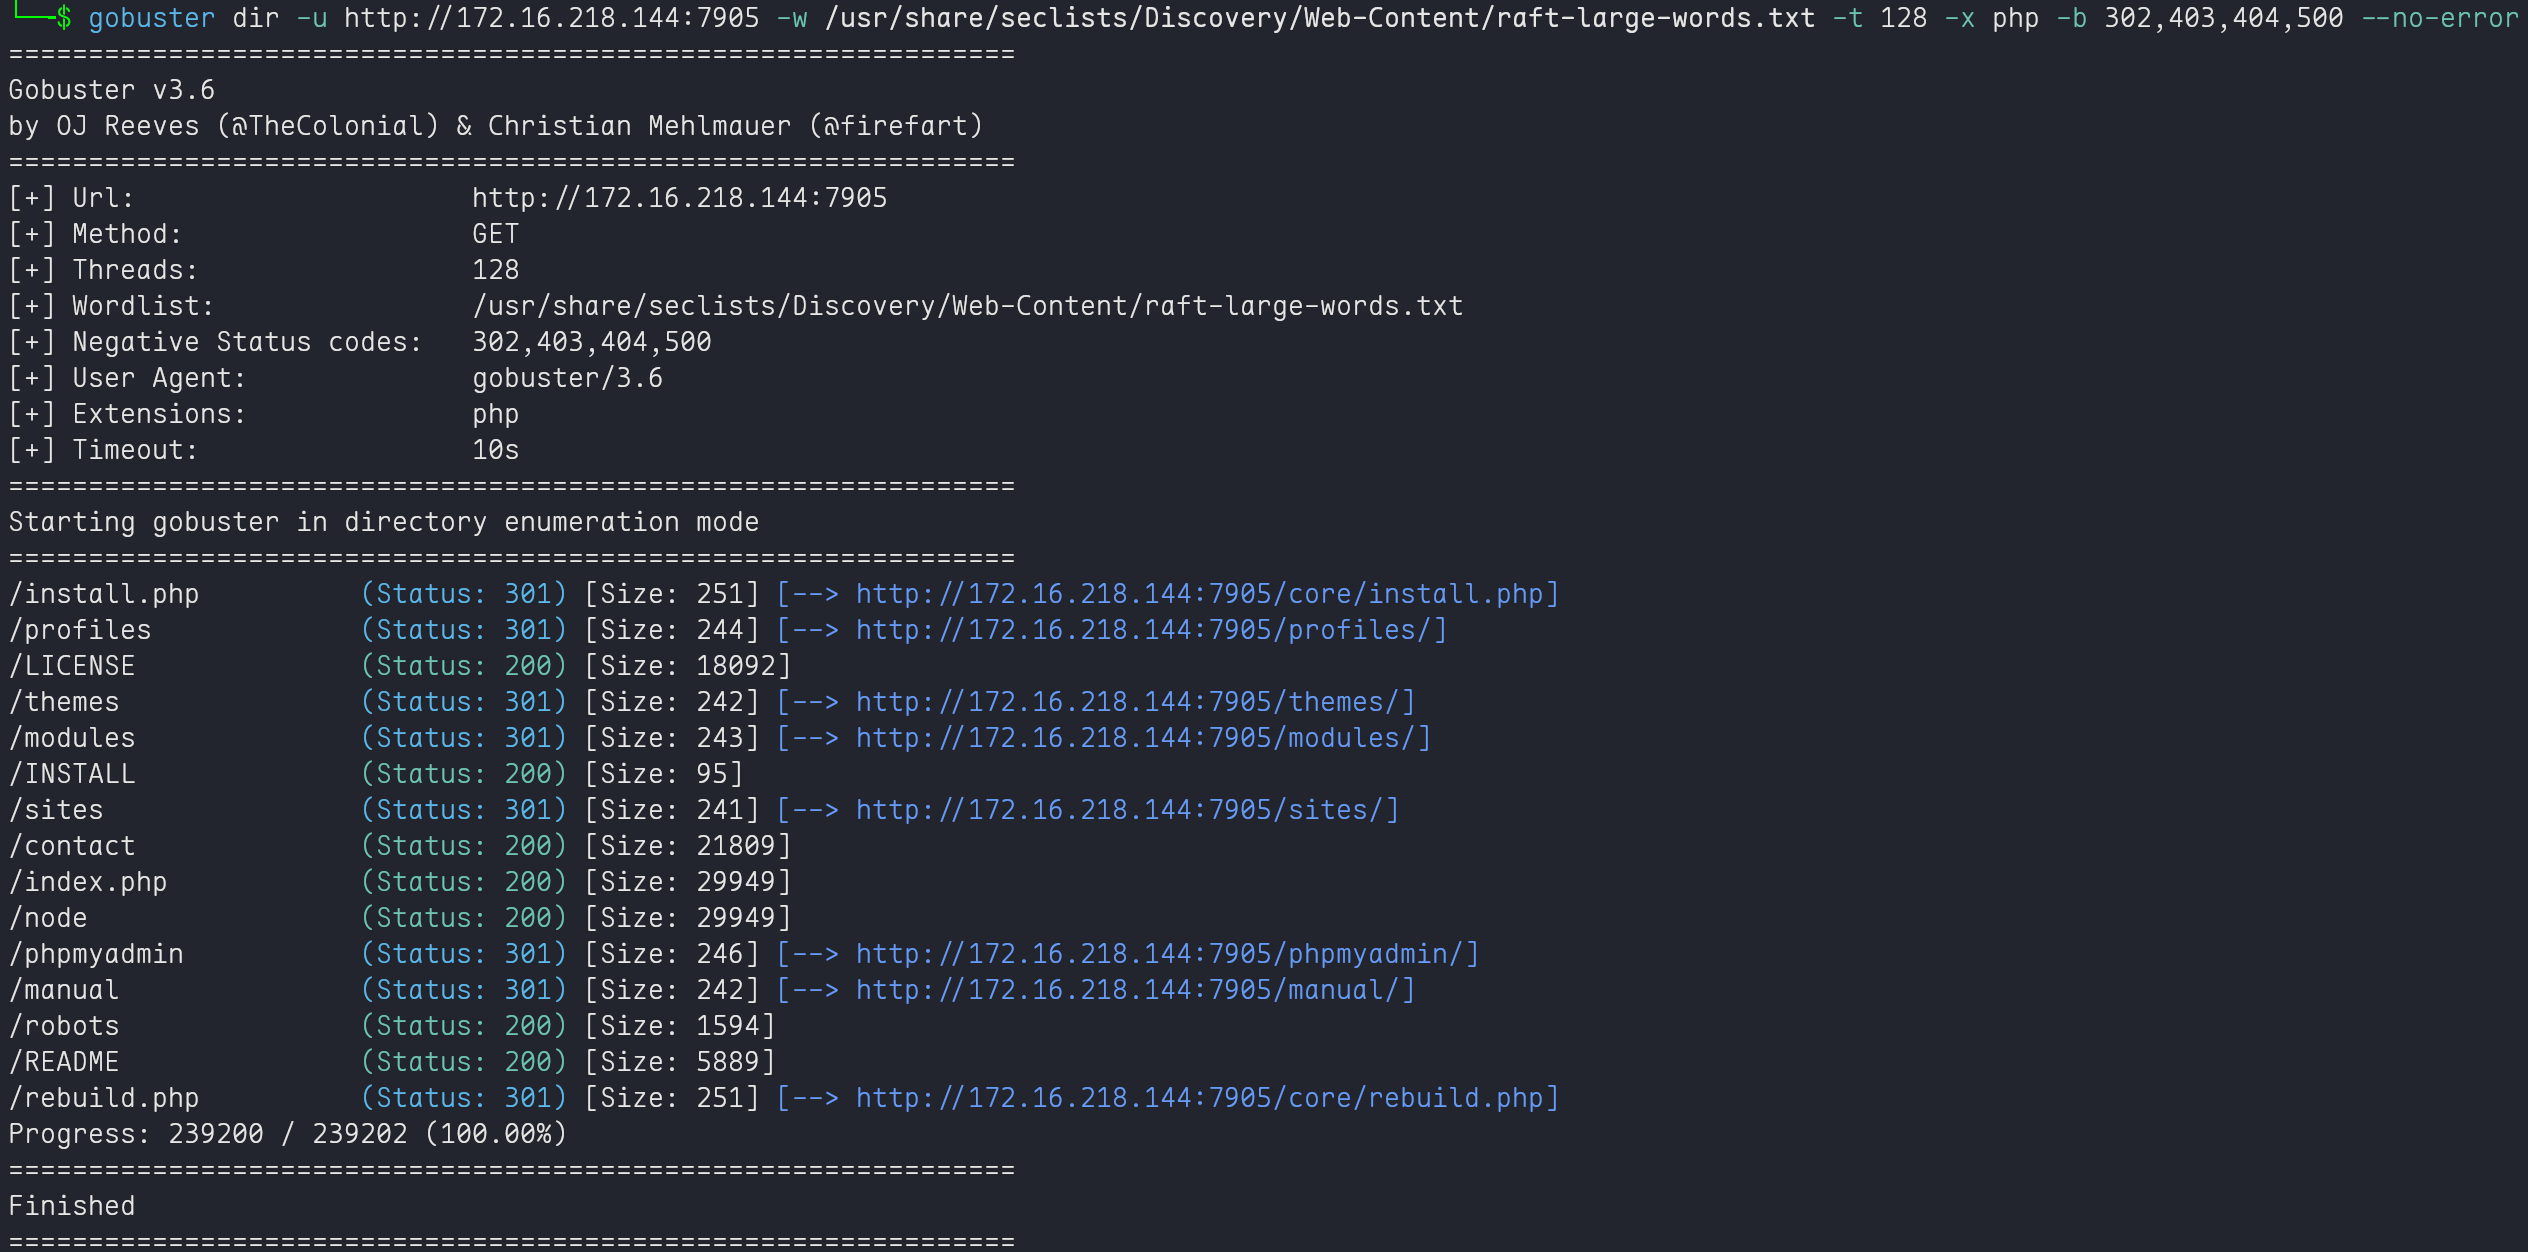 └─$ gobuster dir -u http://172.16.218.144:7905 -w /usr/share/seclists/Discovery/Web-Content/raft-large-words.txt -t 128 -x php -b 302,403,404,500 --no-error
===============================================================
Gobuster v3.6
by OJ Reeves (@TheColonial) & Christian Mehlmauer (@firefart)
===============================================================
[+] Url:                     http://172.16.218.144:7905
[+] Method:                  GET
[+] Threads:                 128
[+] Wordlist:                /usr/share/seclists/Discovery/Web-Content/raft-large-words.txt
[+] Negative Status codes:   302,403,404,500
[+] User Agent:              gobuster/3.6
[+] Extensions:              php
[+] Timeout:                 10s
===============================================================
Starting gobuster in directory enumeration mode
===============================================================
/install.php          (Status: 301) [Size: 251] [--> http://172.16.218.144:7905/core/install.php]
/profiles             (Status: 301) [Size: 244] [--> http://172.16.218.144:7905/profiles/]
/LICENSE              (Status: 200) [Size: 18092]
/themes               (Status: 301) [Size: 242] [--> http://172.16.218.144:7905/themes/]
/modules              (Status: 301) [Size: 243] [--> http://172.16.218.144:7905/modules/]
/INSTALL              (Status: 200) [Size: 95]
/sites                (Status: 301) [Size: 241] [--> http://172.16.218.144:7905/sites/]
/contact              (Status: 200) [Size: 21809]
/index.php            (Status: 200) [Size: 29949]
/node                 (Status: 200) [Size: 29949]
/phpmyadmin           (Status: 301) [Size: 246] [--> http://172.16.218.144:7905/phpmyadmin/]
/manual               (Status: 301) [Size: 242] [--> http://172.16.218.144:7905/manual/]
/robots               (Status: 200) [Size: 1594]
/README               (Status: 200) [Size: 5889]
/rebuild.php          (Status: 301) [Size: 251] [--> http://172.16.218.144:7905/core/rebuild.php]
Progress: 239200 / 239202 (100.00%)
===============================================================
Finished
===============================================================